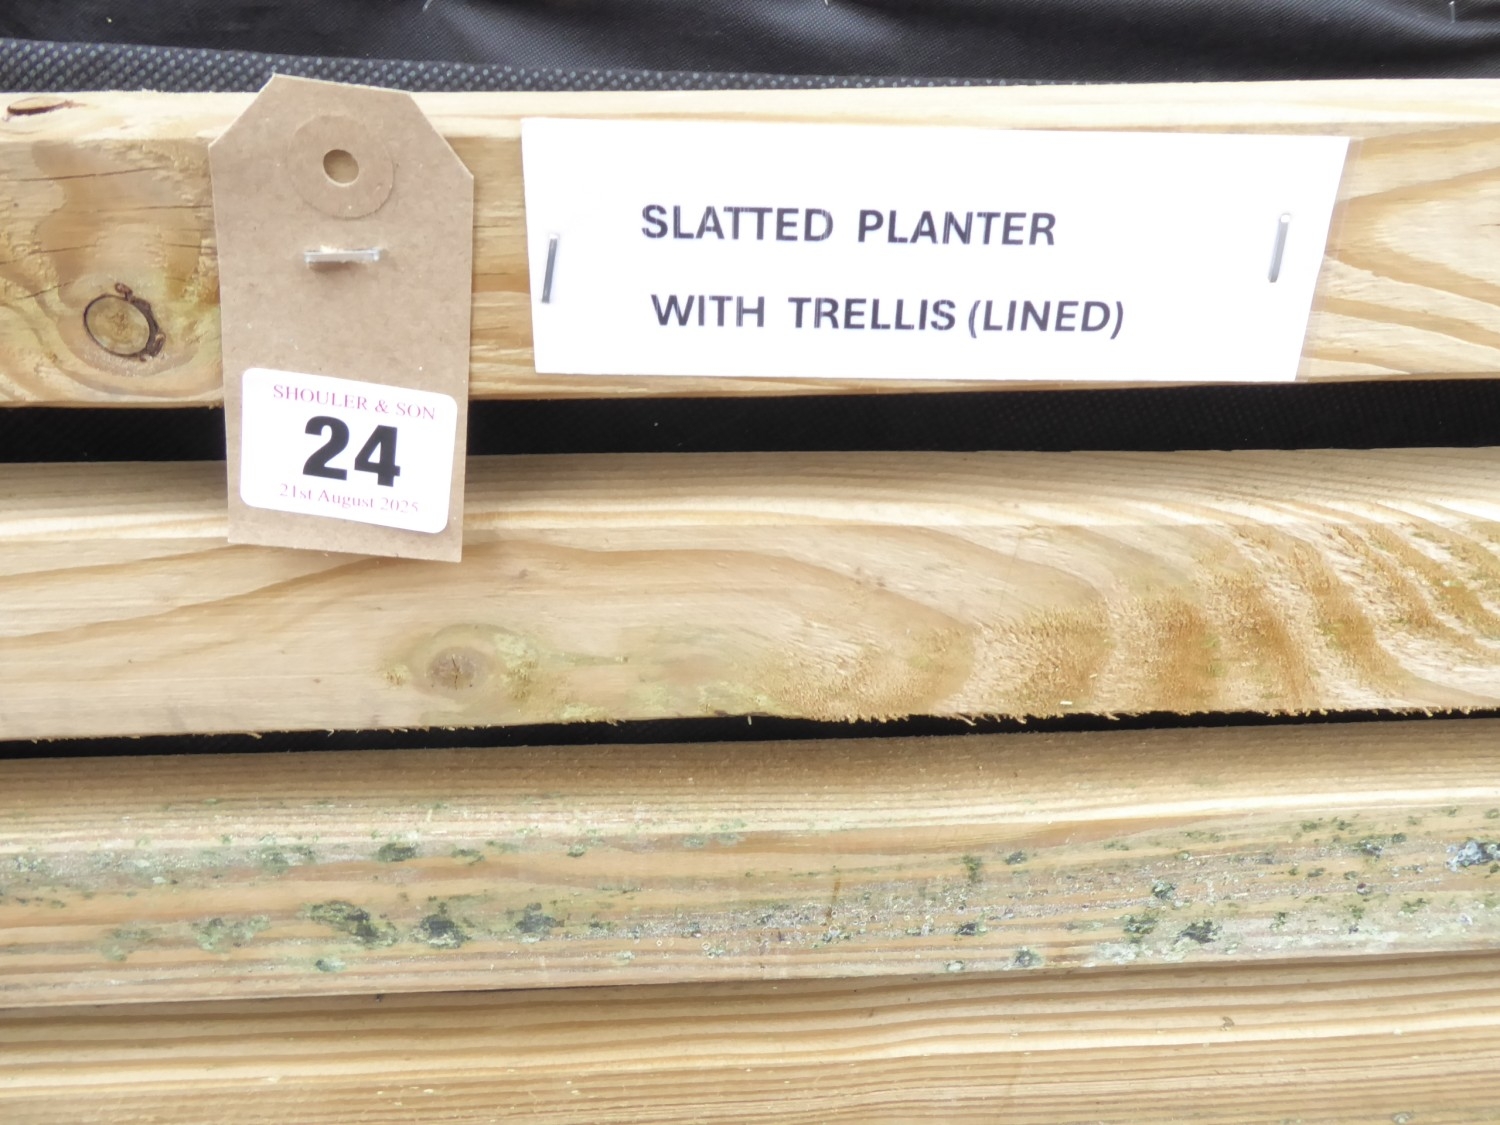 SHOULER & SON
24
21st August 2025
SLATTED PLANTER
WITH TRELLIS (LINED)